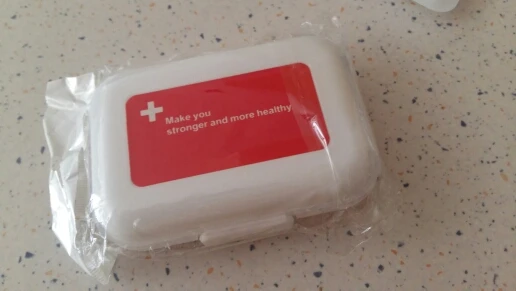 Make you
stronger and more healthy